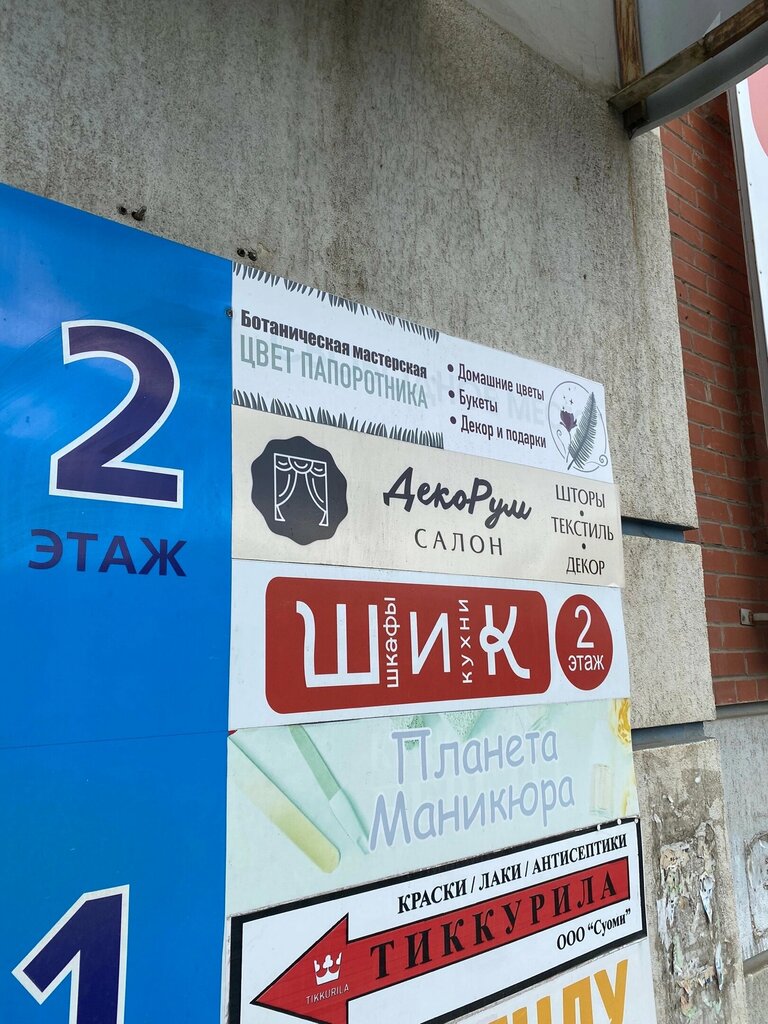 2
ЭТАЖ
Ботаническая мастерская
ЦВЕТ ПАПОРОТНИКА
• Домашние цветы
• Букеты
• Декор и подарки
ДекоРум
САЛОН
ШТОРЫ
•
ТЕКСТИЛЬ
•
ДЕКОР
Шик
шкафы
кухни
2
этаж
Планета
Маникюра
1
КРАСКИ / ЛАКИ / АНТИСЕПТИКИ
ТИККУРИЛА
TIKKURILA
ООО "Суоми"